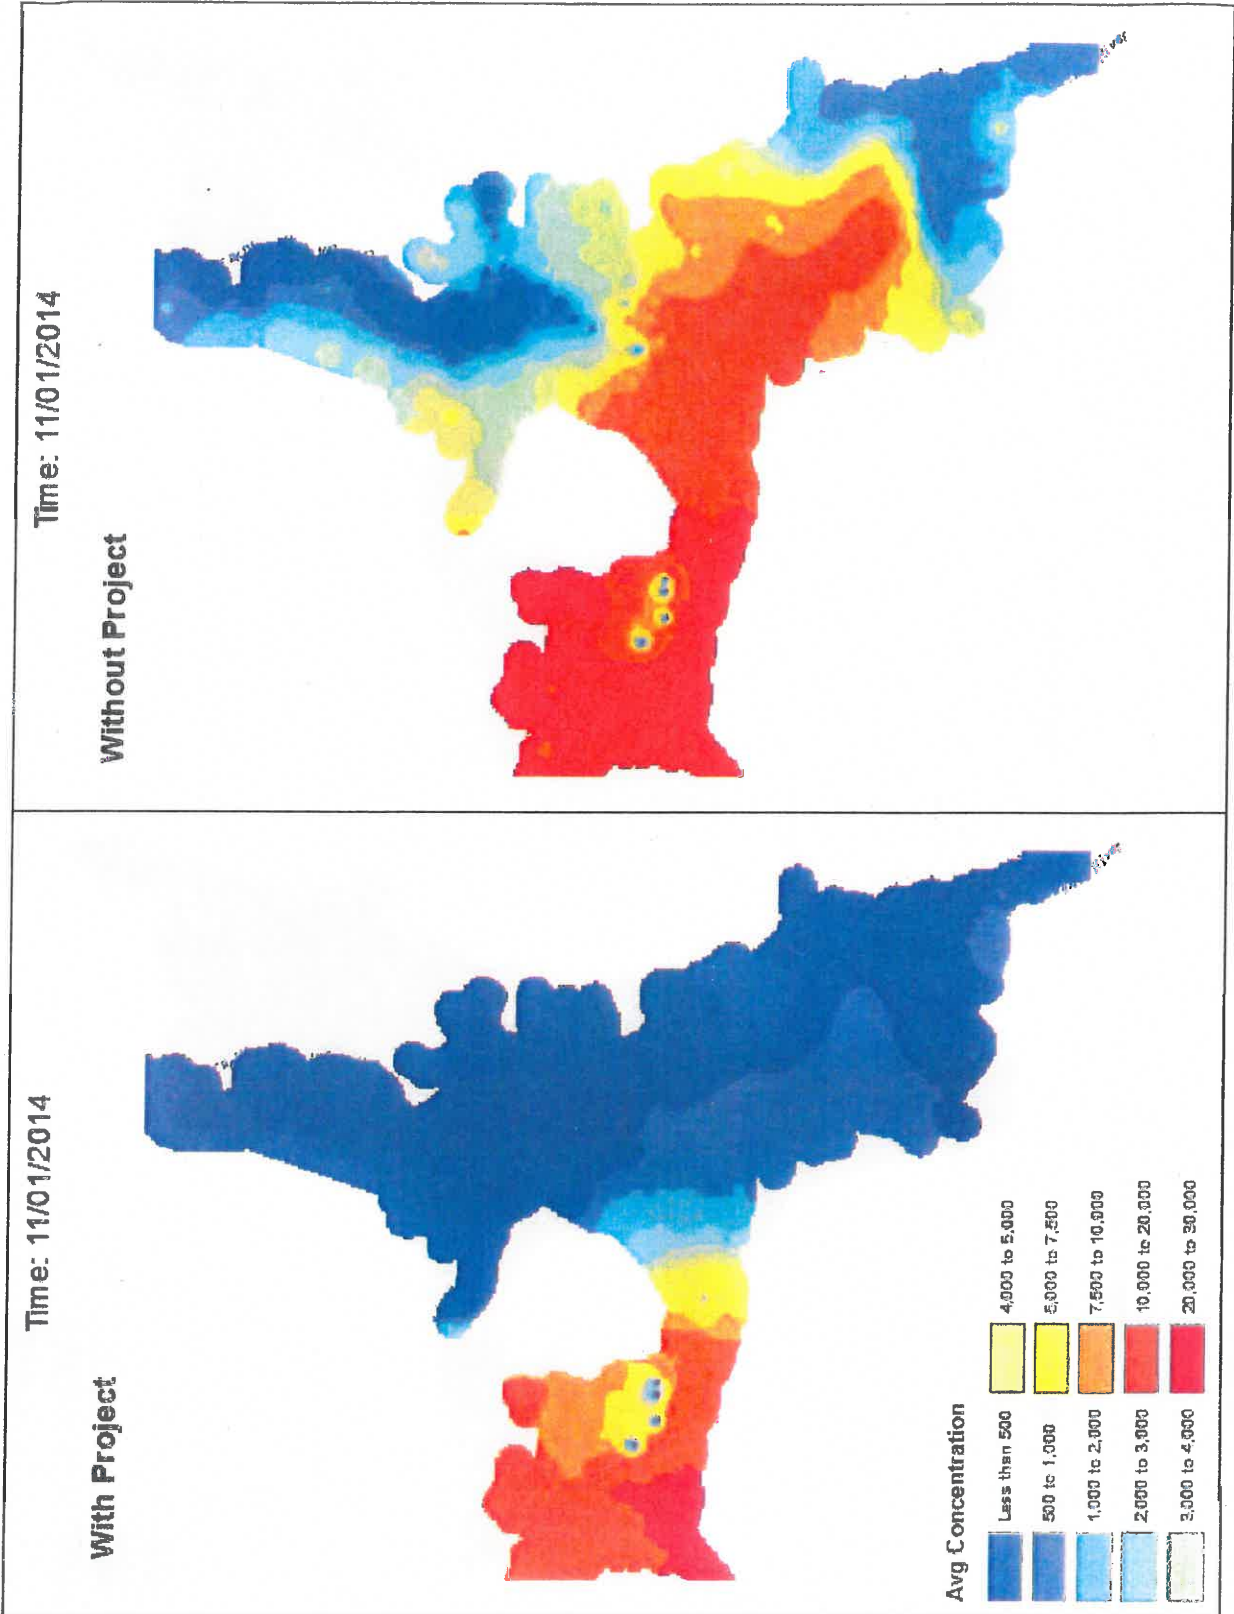 Time: 11/01/2014
With Project
Avg Concentration
Less than 500
500 to 1,000
1,000 to 2,000
2,000 to 3,000
3,000 to 4,000
4,000 to 5,000
5,000 to 7,500
7,500 to 10,000
10,000 to 20,000
20,000 to 30,000
River
Time: 11/01/2014
Without Project